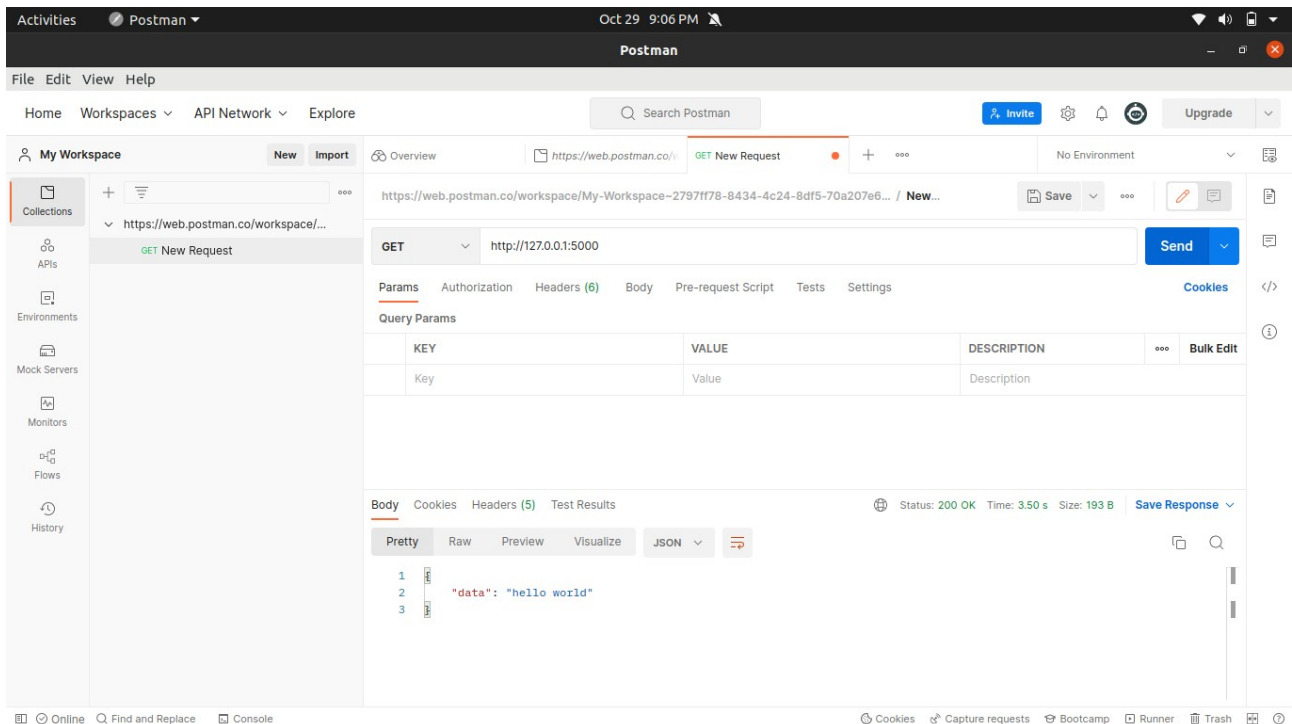 Activities Postman Oct 29 9:06 PM
Postman
File Edit View Help
Home Workspaces API Network Explore Search Postman Invite Upgrade
My Workspace New Import Overview https://web.postman.co/ GET New Request No Environment
Collections
https://web.postman.co/workspace/My-Workspace~2797ff78-8434-4c24-8df5-70a207e6... / New... Save
https://web.postman.co/workspace/...
GET New Request
APIs
Environments
Mock Servers
Monitors
Flows
History
GET http://127.0.0.1:5000 Send
Params Authorization Headers (6) Body Pre-request Script Tests Settings Cookies
Query Params
KEY VALUE DESCRIPTION Bulk Edit
Key Value Description
Body Cookies Headers (5) Test Results Status: 200 OK Time: 3.50 s Size: 193 B Save Response
Pretty Raw Preview Visualize JSON
1 {
2 "data": "hello world"
3 }
Online Find and Replace Console Cookies Capture requests Bootcamp Runner Trash